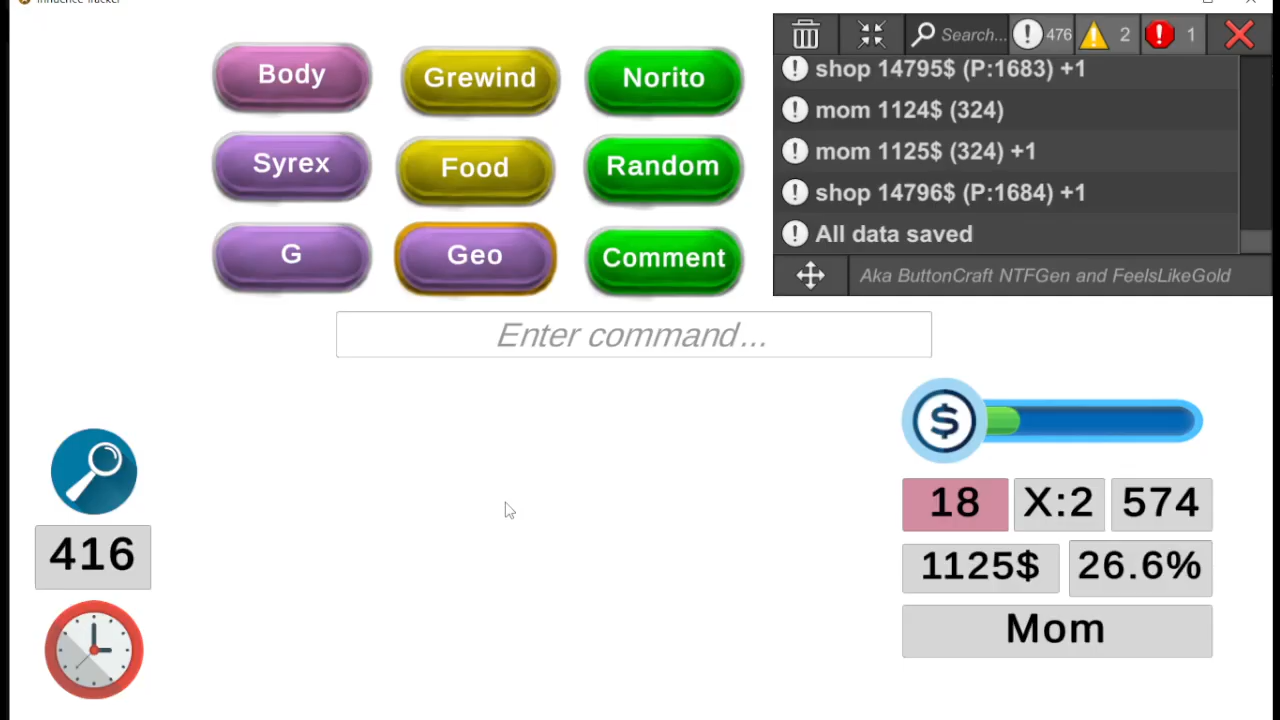 Body
Grewind
Norito
Syrex
Food
Random
G
Geo
Comment
Search...
476
2
1
shop 14795$ (P:1683) +1
mom 1124$ (324)
mom 1125$ (324) +1
shop 14796$ (P:1684) +1
All data saved
Aka ButtonCraft NTFGen and FeelsLikeGold
Enter command...
416
$
18
X:2
574
1125$
26.6%
Mom